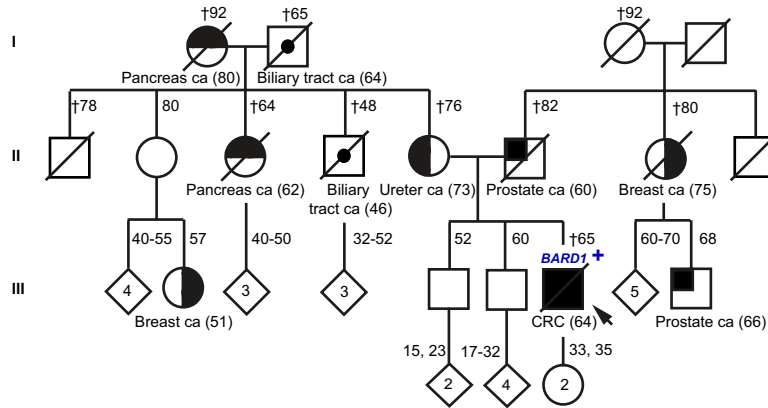 †92 †65 †92
I
Pancreas ca (80) Biliary tract ca (64)
†78 80 †64 †48 †76 †82 †80
II
Pancreas ca (62) Biliary tract ca (46) Ureter ca (73) Prostate ca (60) Breast ca (75)
40-55 57 40-50 32-52 52 60 †65 60-70 68
BARD1 +
III
4 3 3 5
Breast ca (51) CRC (64) Prostate ca (66)
15, 23 17-32 33, 35
2 4 2